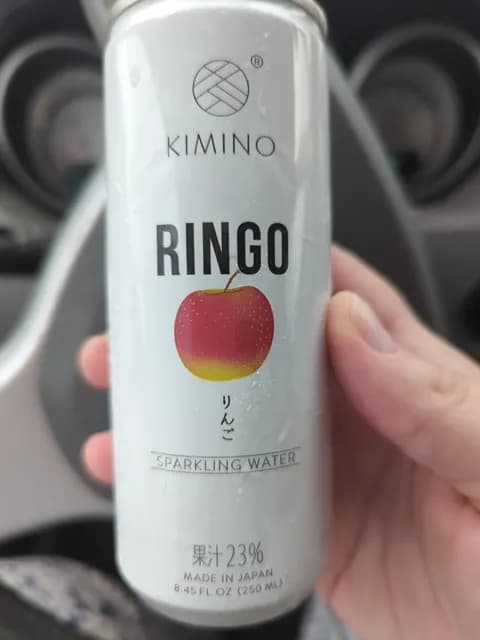 ®
KIMINO
RINGO
りんご
SPARKLING WATER
果汁23%
MADE IN JAPAN
8.45 FL OZ (250 ML)